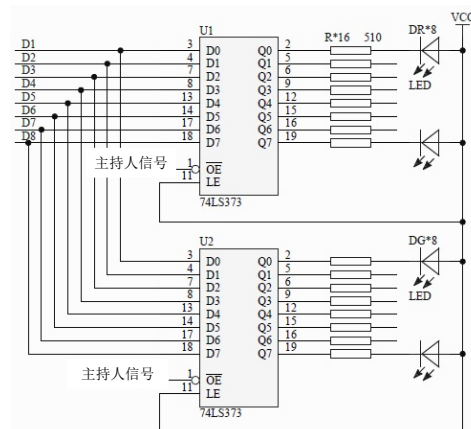 VCC
U1
R*16 510
DR*8
D1 3 D0 Q0 2
D2 4 D1 Q1 5
D3 7 D2 Q2 6
D4 8 D3 Q3 9
D5 13 D4 Q4 12
D6 14 D5 Q5 15
D7 17 D6 Q6 16
D8 18 D7 Q7 19
LED
主持人信号 1 OE
11 LE
74LS373
U2
DG*8
3 D0 Q0 2
4 D1 Q1 5
7 D2 Q2 6
8 D3 Q3 9
13 D4 Q4 12
14 D5 Q5 15
17 D6 Q6 16
18 D7 Q7 19
LED
主持人信号 1 OE
11 LE
74LS373